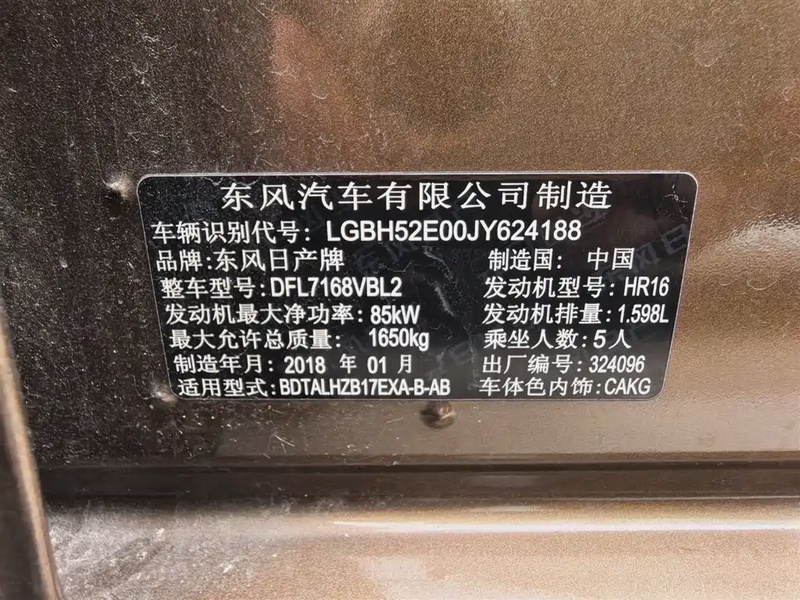 东风汽车有限公司制造
车辆识别代号: LGBH52E00JY624188
品牌:东风日产牌 制造国: 中国
整车型号:DFL7168VBL2 发动机型号:HR16
发动机最大净功率:85kW 发动机排量:1.598L
最大允许总质量: 1650kg 乘坐人数:5人
制造年月:2018 年 01 月 出厂编号:324096
适用型式:BDTALHZB17EXA-B-AB 车体色内饰:CAKG